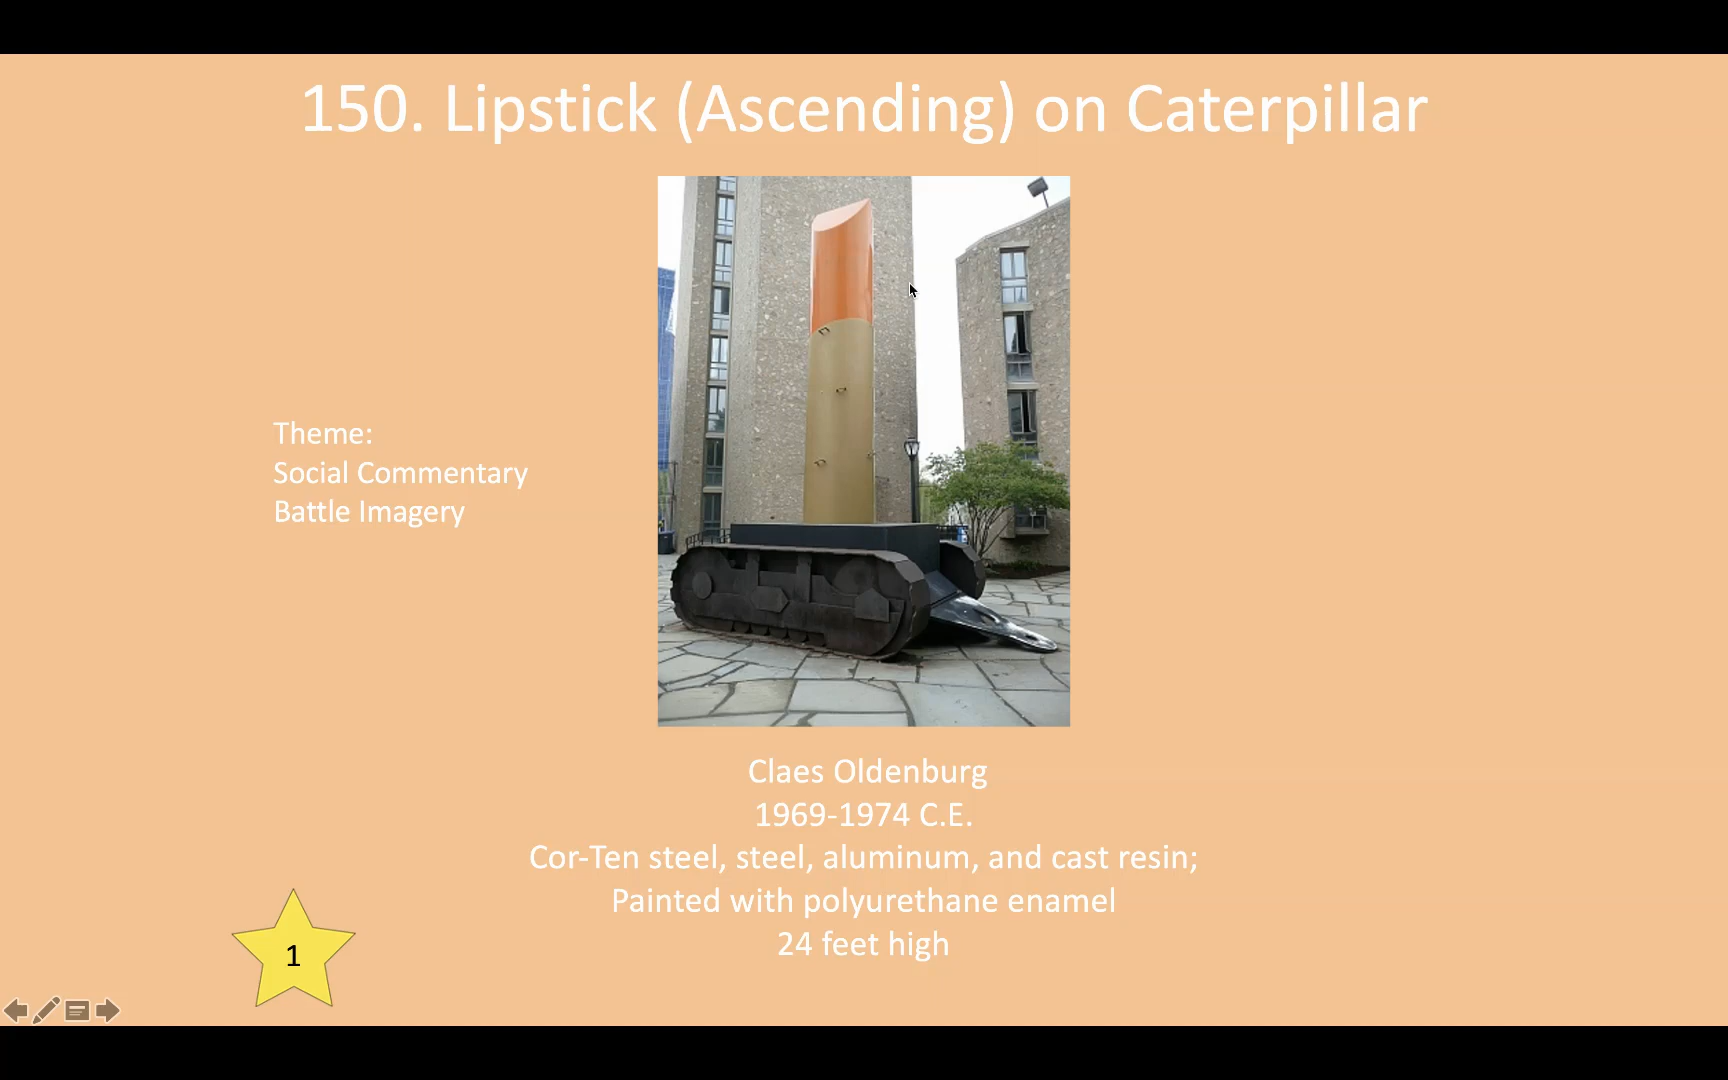 150. Lipstick (Ascending) on Caterpillar
Theme:
Social Commentary
Battle Imagery
Claes Oldenburg
1969-1974 C.E.
Cor-Ten steel, steel, aluminum, and cast resin;
Painted with polyurethane enamel
24 feet high
1